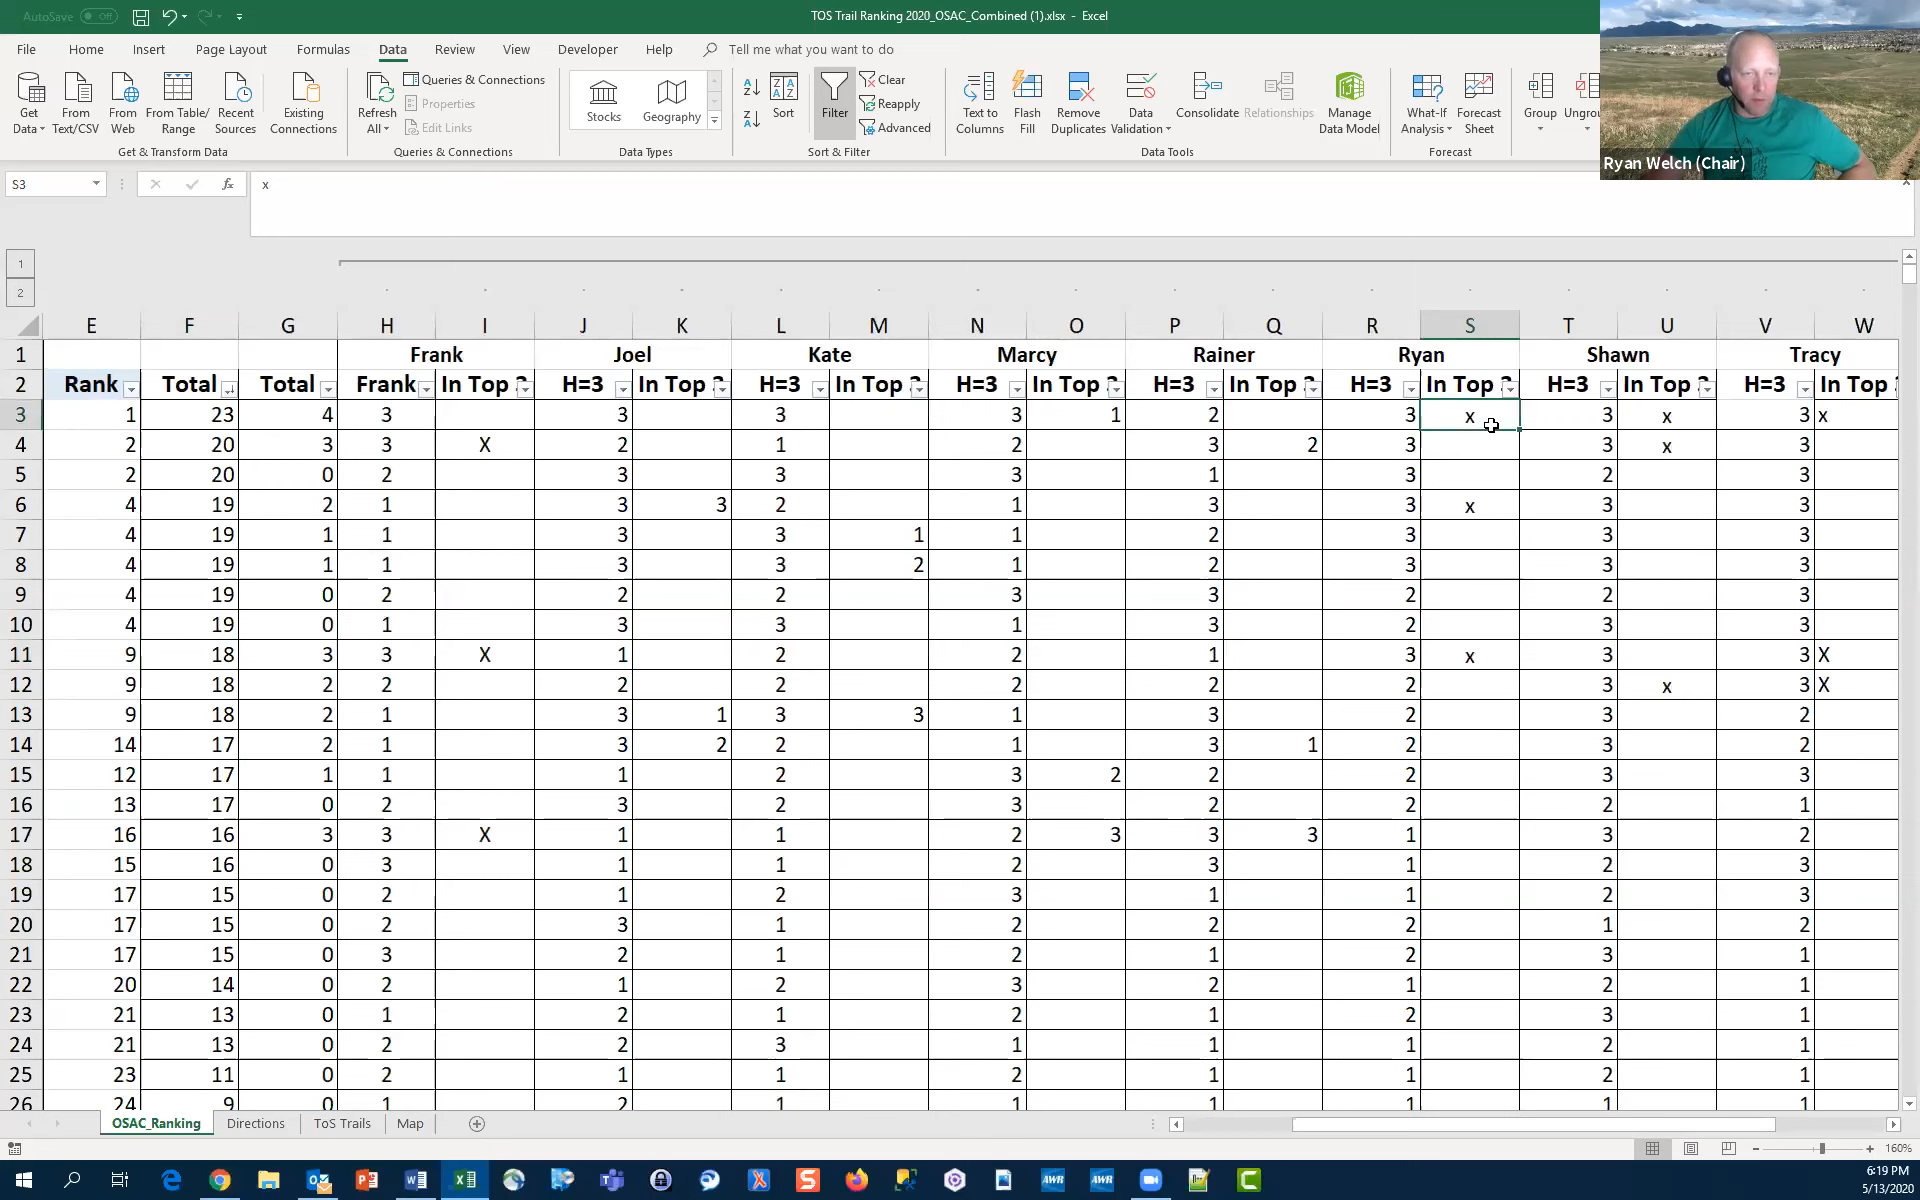 AutoSave Off TOS Trail Ranking 2020_OSAC_Combined (1).xlsx - Excel
File Home Insert Page Layout Formulas Data Review View Developer Help Tell me what you want to do
Get Data From Text/CSV From Web From Table/ Range Recent Sources Existing Connections Refresh All Queries & Connections Properties Edit Links Stocks Geography Sort Filter Clear Reapply Advanced Text to Columns Flash Fill Remove Duplicates Data Validation Consolidate Relationships Manage Data Model What-If Analysis Forecast Sheet Group
Get & Transform Data Queries & Connections Data Types Sort & Filter Data Tools Forecast
Ryan Welch (Chair)
S3 fx x
1
2
E F G H I J K L M N O P Q R S T U V W
1 Frank Joel Kate Marcy Rainer Ryan Shawn Tracy
2 Rank Total Total Frank In Top H=3 In Top H=3 In Top H=3 In Top H=3 In Top H=3 In Top H=3 In Top H=3 In Top
3 1 23 4 3 3 3 3 1 2 3 x 3 x 3 x
4 2 20 3 3 X 2 1 2 3 2 3 3 x 3
5 2 20 0 2 3 3 3 1 3 2 3
6 4 19 2 1 3 3 2 1 3 3 x 3 3
7 4 19 1 1 3 3 1 1 2 3 3 3
8 4 19 1 1 3 3 2 1 2 3 3 3
9 4 19 0 2 2 2 3 3 2 2 3
10 4 19 0 1 3 3 1 3 2 3 3
11 9 18 3 3 X 1 2 2 1 3 x 3 3 X
12 9 18 2 2 2 2 2 2 2 3 x 3 X
13 9 18 2 1 3 1 3 3 1 3 2 3 2
14 14 17 2 1 3 2 2 1 3 1 2 3 2
15 12 17 1 1 1 2 3 2 2 2 3 3
16 13 17 0 2 3 2 3 2 2 2 1
17 16 16 3 3 X 1 1 2 3 3 3 1 3 2
18 15 16 0 3 1 1 2 3 1 2 3
19 17 15 0 2 1 2 3 1 1 2 3
20 17 15 0 2 3 1 2 2 2 1 2
21 17 15 0 3 2 1 2 1 2 3 1
22 20 14 0 2 1 2 3 2 1 2 1
23 21 13 0 1 2 1 2 1 2 3 1
24 21 13 0 2 2 3 1 1 1 2 1
25 23 11 0 2 1 1 2 1 1 2 1
26 24 9 0 1 2 1 1 1 1 1 1
OSAC_Ranking Directions ToS Trails Map
160%
6:19 PM
5/13/2020